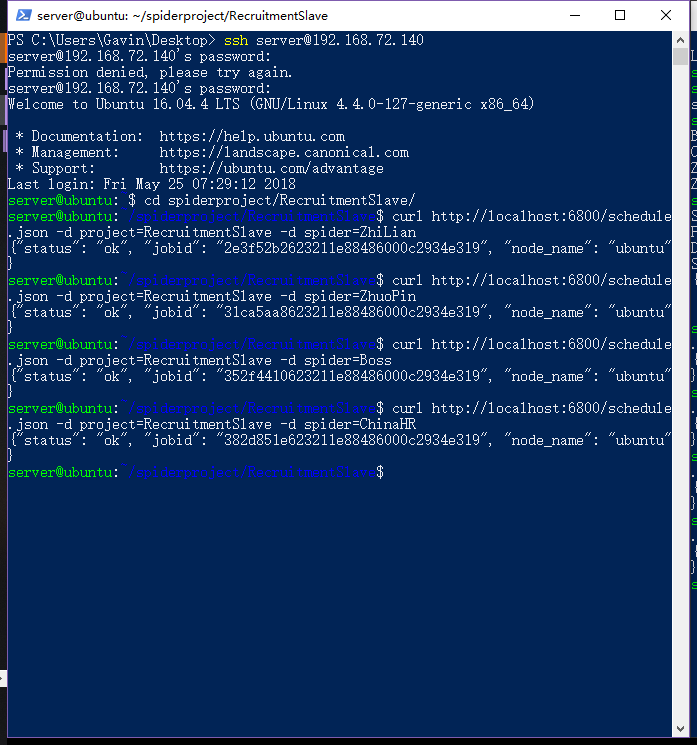 server@ubuntu: ~/spiderproject/RecruitmentSlave
PS C:\Users\Gavin\Desktop> ssh server@192.168.72.140
server@192.168.72.140's password:
Permission denied, please try again.
server@192.168.72.140's password:
Welcome to Ubuntu 16.04.4 LTS (GNU/Linux 4.4.0-127-generic x86_64)
* Documentation:  https://help.ubuntu.com
* Management:     https://landscape.canonical.com
* Support:        https://ubuntu.com/advantage
Last login: Fri May 25 07:29:12 2018
server@ubuntu:~$ cd spiderproject/RecruitmentSlave/
server@ubuntu:~/spiderproject/RecruitmentSlave$ curl http://localhost:6800/schedule
.json -d project=RecruitmentSlave -d spider=ZhiLian
{"status": "ok", "jobid": "2e3f52b2623211e88486000c2934e319", "node_name": "ubuntu"
}
server@ubuntu:~/spiderproject/RecruitmentSlave$ curl http://localhost:6800/schedule
.json -d project=RecruitmentSlave -d spider=ZhuoPin
{"status": "ok", "jobid": "31ca5aa8623211e88486000c2934e319", "node_name": "ubuntu"
}
server@ubuntu:~/spiderproject/RecruitmentSlave$ curl http://localhost:6800/schedule
.json -d project=RecruitmentSlave -d spider=Boss
{"status": "ok", "jobid": "352f4410623211e88486000c2934e319", "node_name": "ubuntu"
}
server@ubuntu:~/spiderproject/RecruitmentSlave$ curl http://localhost:6800/schedule
.json -d project=RecruitmentSlave -d spider=ChinaHR
{"status": "ok", "jobid": "382d851e623211e88486000c2934e319", "node_name": "ubuntu"
}
server@ubuntu:~/spiderproject/RecruitmentSlave$